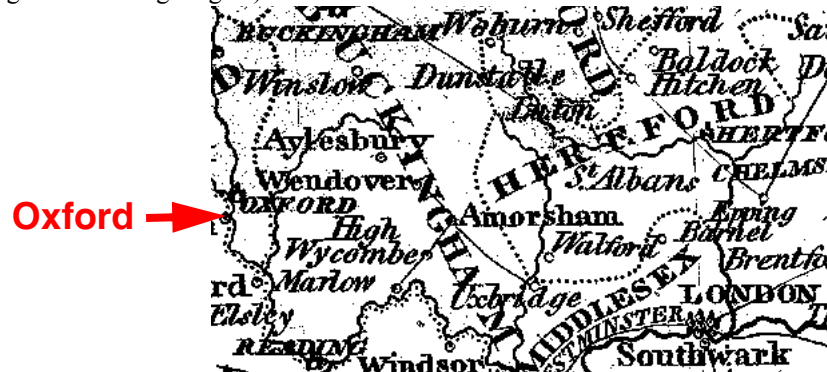 BUCKINGHAM
Woburn
Shefford
Baldock
Hitchen
Winslow
Dunstable
Luton
BUCKINGHAM
HERTFORD
Aylesbury
Wendover
St. Albans
CHELMS
OXFORD
Oxford
High
Wycombe
Amorsham
Epping
Barnet
Walford
Marlow
Uxbridge
Brentfo
MIDDLESEX
LONDON
Elsley
WESTMINSTER
READING
Windsor
Southwark